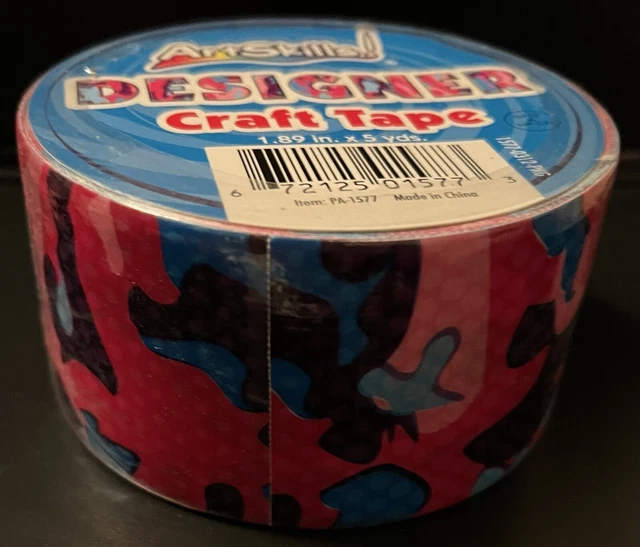 ArtSkills®
DESIGNER
Craft Tape
1.89 in. x 5 yds.
6 72125 01577 3
Item: PA-1577 Made in China